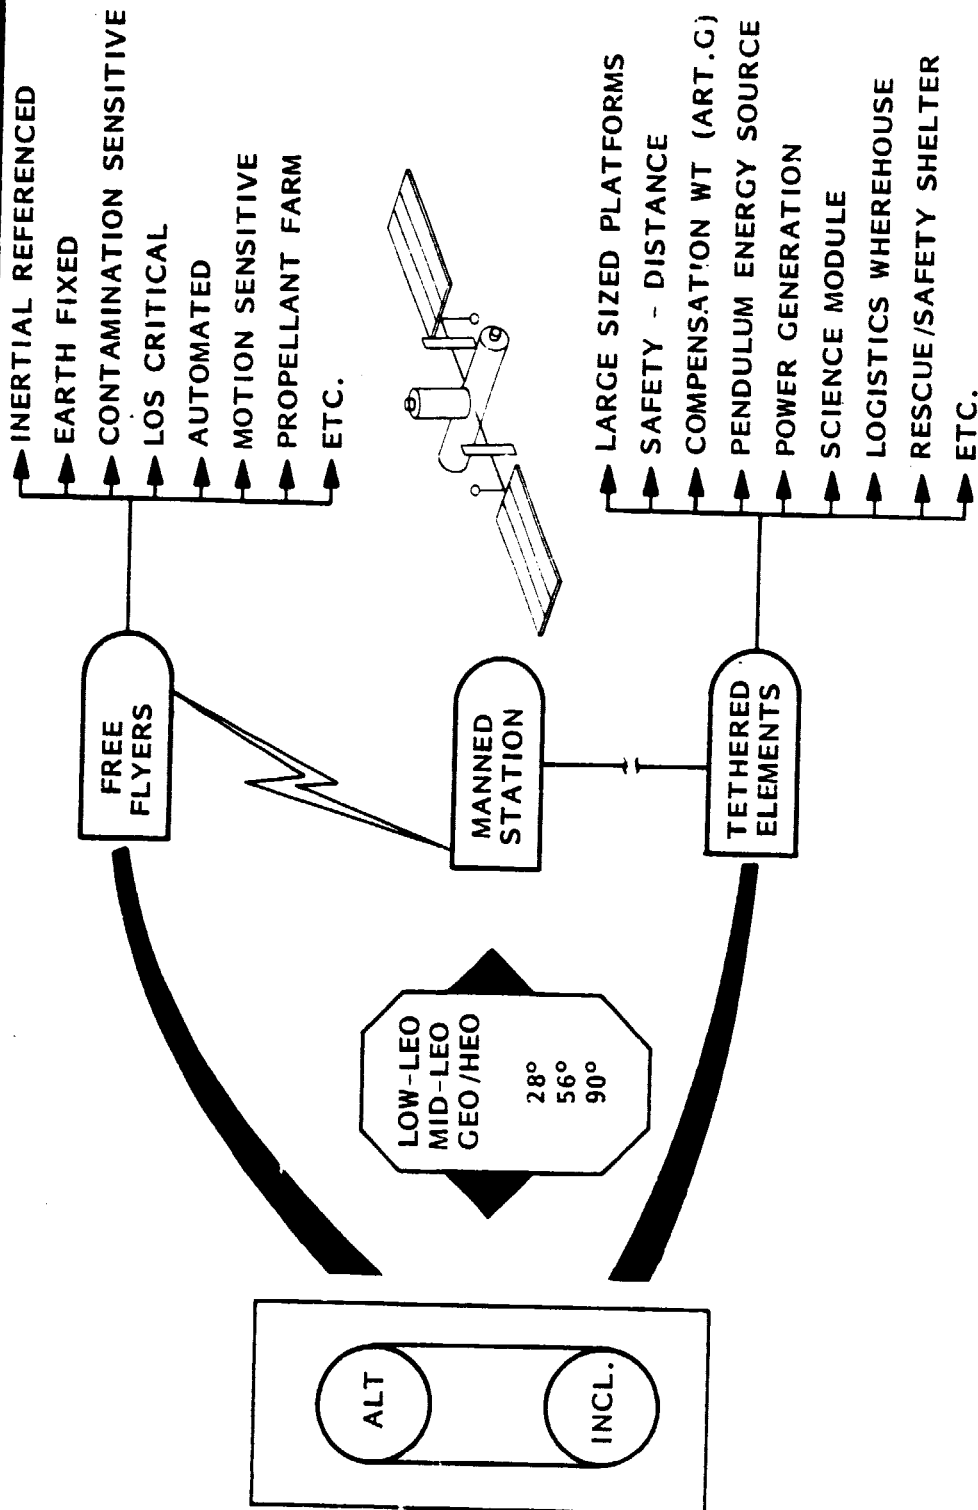 ALT
INCL.
LOW-LEO
MID-LEO
GEO/HEO
28°
56°
90°
FREE
FLYERS
INERTIAL REFERENCED
EARTH FIXED
CONTAMINATION SENSITIVE
LOS CRITICAL
AUTOMATED
MOTION SENSITIVE
PROPELLANT FARM
ETC.
MANNED
STATION
TETHERED
ELEMENTS
LARGE SIZED PLATFORMS
SAFETY - DISTANCE
COMPENSATION WT (ART.G)
PENDULUM ENERGY SOURCE
POWER GENERATION
SCIENCE MODULE
LOGISTICS WHEREHOUSE
RESCUE/SAFETY SHELTER
ETC.